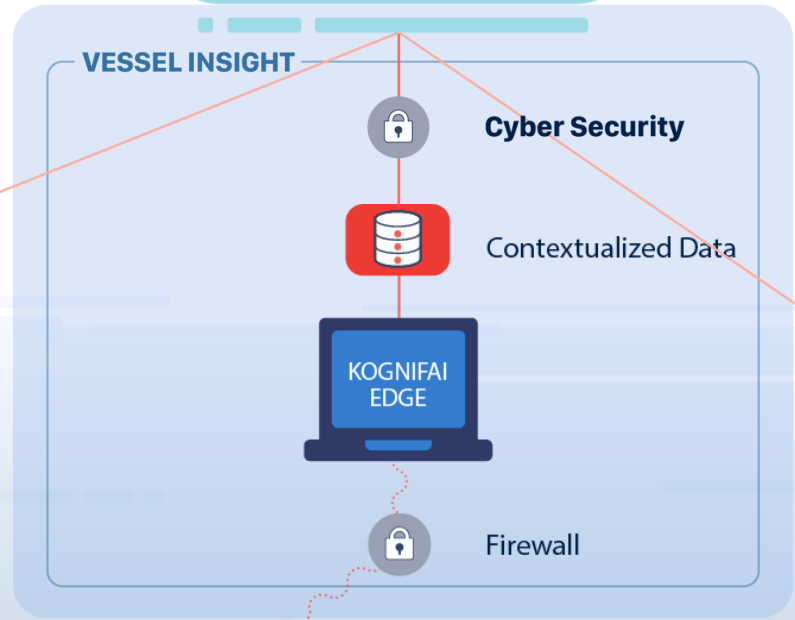 VESSEL INSIGHT
Cyber Security
Contextualized Data
KOGNIFAI
EDGE
Firewall